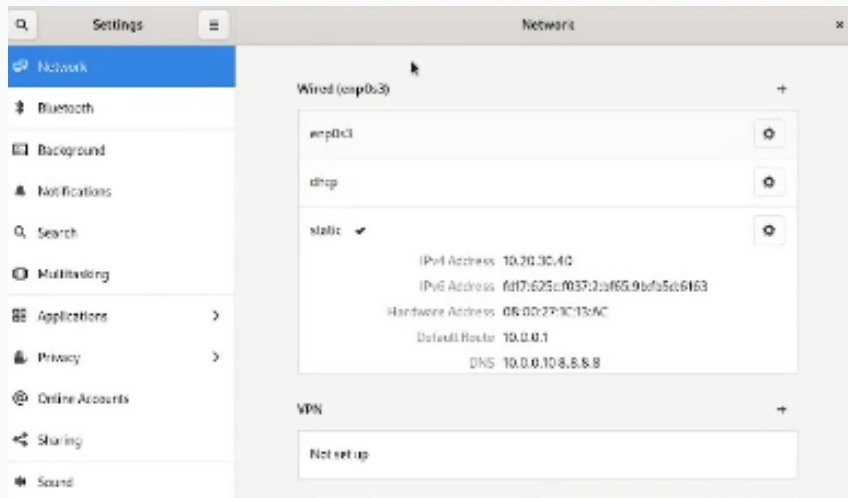 Settings
Network
Network
Bluetooth
Background
Notifications
Search
Multitasking
Applications
Privacy
Online Accounts
Sharing
Sound
Wired (enp0s3)
enp0s3
dhcp
static
IPv4 Address 10.20.30.40
IPv6 Address
Hardware Address 08:00:27:1C:13:AC
Default Route 10.0.0.1
DNS 10.0.0.10 8.8.8.8
VPN
Not set up